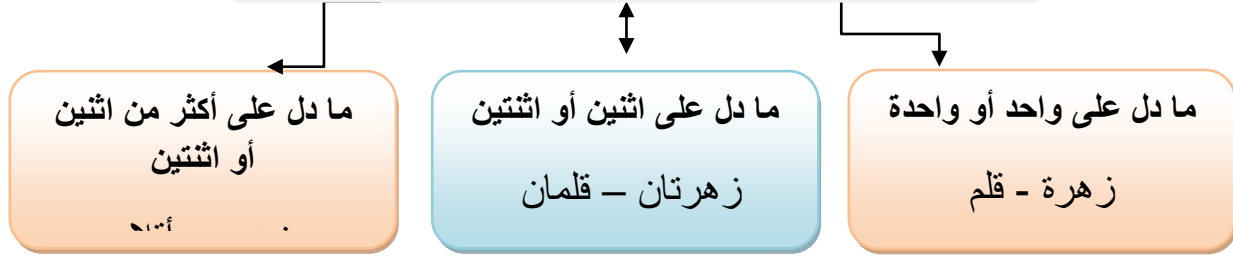 ما دل على واحد أو واحدة
زهرة - قلم
ما دل على اثنين أو اثنتين
زهرتان – قلمان
ما دل على أكثر من اثنين
أو اثنتين